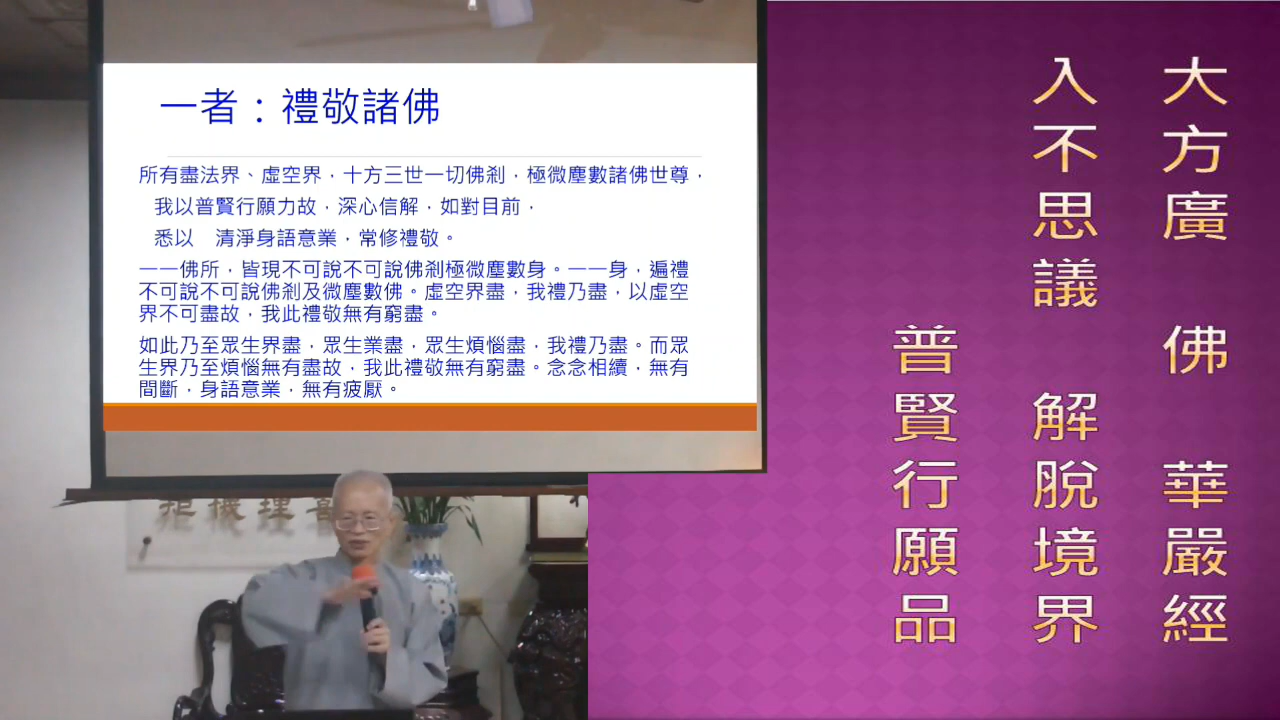 一者：禮敬諸佛
所有盡法界、虛空界，十方三世一切佛剎，極微塵數諸佛世尊，
我以普賢行願力故，深心信解，如對目前，
悉以　清淨身語意業，常修禮敬。
一一佛所，皆現不可說不可說佛剎極微塵數身。一一身，遍禮
不可說不可說佛剎及微塵數佛。虛空界盡，我禮乃盡，以虛空
界不可盡故，我此禮敬無有窮盡。
如此乃至眾生界盡，眾生業盡，眾生煩惱盡，我禮乃盡。而眾
生界乃至煩惱無有盡故，我此禮敬無有窮盡。念念相續，無有
間斷，身語意業，無有疲厭。
大方廣　佛　華嚴經
入不思議　解脫境界
普賢行願品